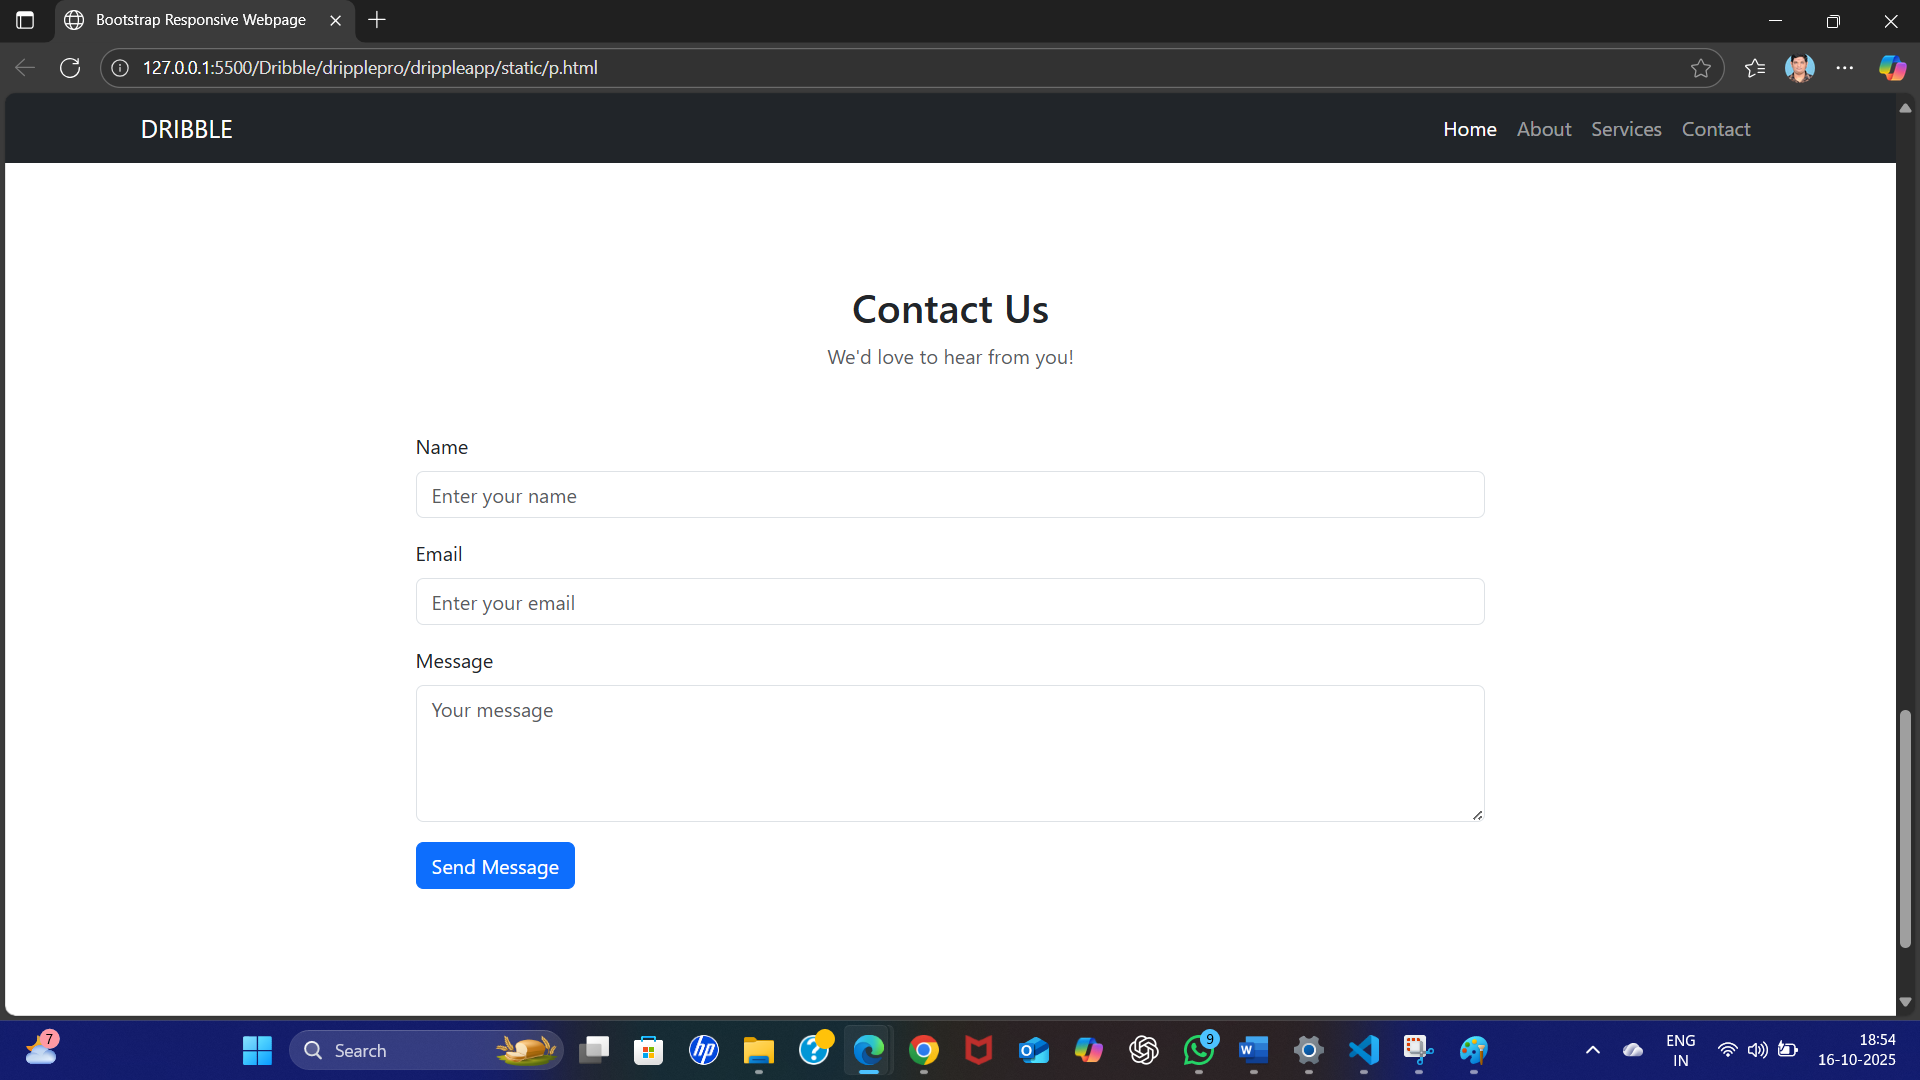 Bootstrap Responsive Webpage
127.0.0.1:5500/Dribble/dripplepro/drippleapp/static/p.html
DRIBBLE
Home About Services Contact
Contact Us
We'd love to hear from you!
Name
Enter your name
Email
Enter your email
Message
Your message
Send Message
7
Search
hp
?
9
W
ENG
IN
18:54
16-10-2025